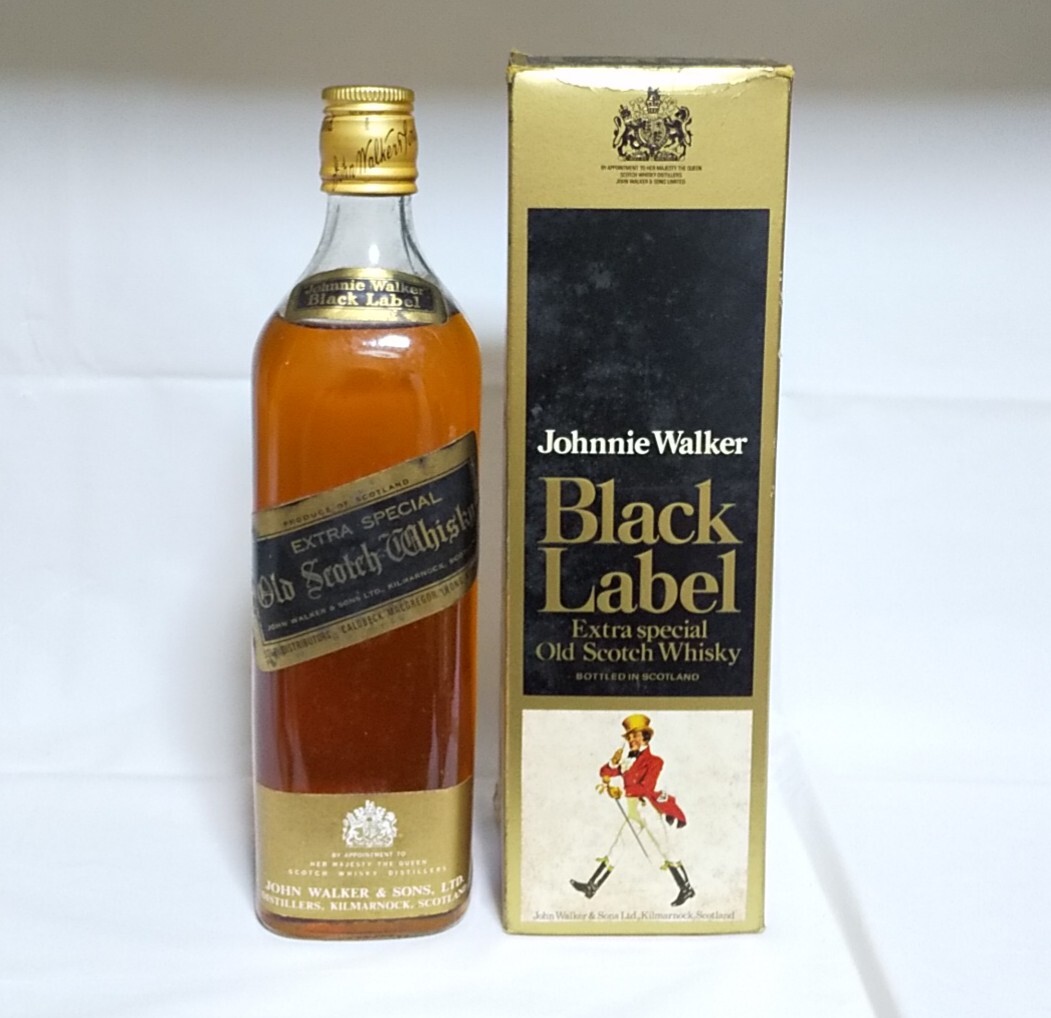 John Walker &
Johnnie Walker
Black Label
PRODUCE OF SCOTLAND
EXTRA SPECIAL
Old Scotch Whisky
JOHN WALKER & SONS LTD., KILMARNOCK,
CALDBECK MACGREGOR
BY APPOINTMENT TO
HER MAJESTY THE QUEEN
SCOTCH WHISKY DISTILLERS
JOHN WALKER & SONS, LTD.
DISTILLERS, KILMARNOCK, SCOTLAND
BY APPOINTMENT TO HER MAJESTY THE QUEEN
SCOTCH WHISKY DISTILLERS
JOHN WALKER & SONS LIMITED
Johnnie Walker
Black
Label
Extra special
Old Scotch Whisky
BOTTLED IN SCOTLAND
John Walker & Sons Ltd., Kilmarnock, Scotland